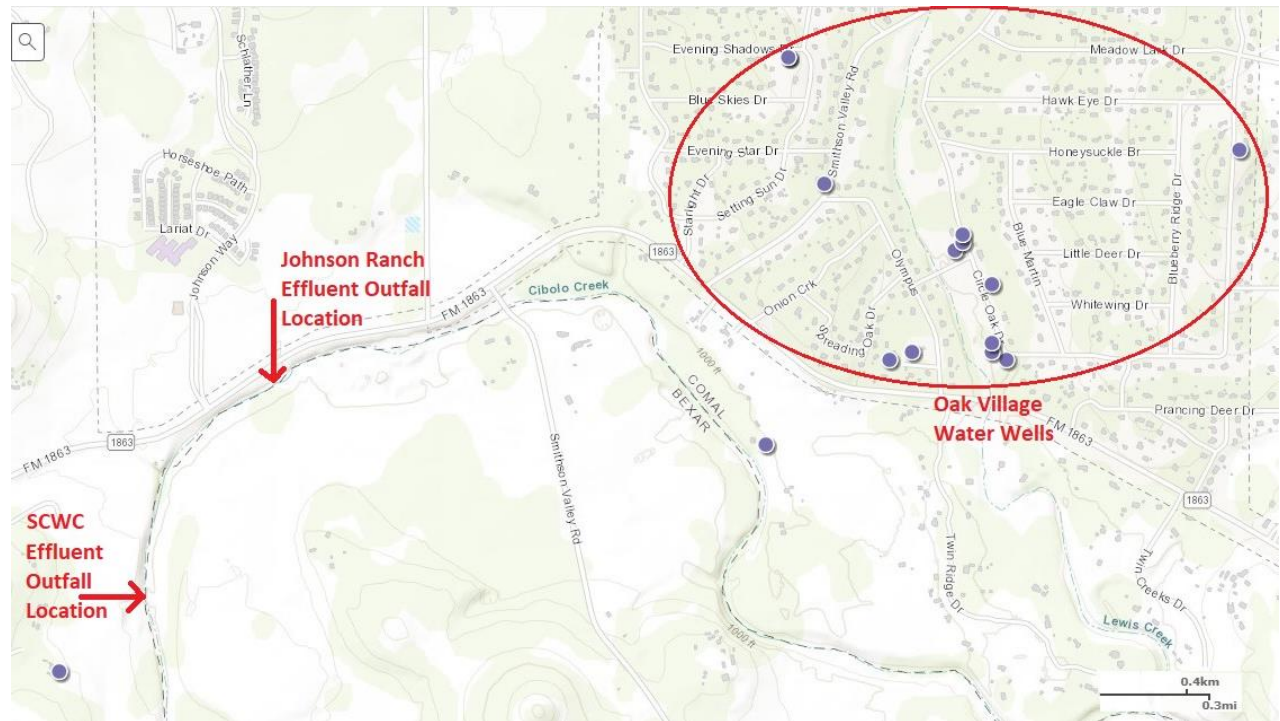 Schlather Ln
Evening Shadows Dr
Meadow Lark Dr
Smithson Valley Rd
Blue Skies Dr
Hawk Eye Dr
Evening Star Dr
Honeysuckle Br
Horseshoe Path
Setting Sun Dr
Starlight Dr
Eagle Claw Dr
Blueberry Ridge Dr
Lariat Dr
Johnson Way
Blue Martin
Little Deer Dr
1863
Olympus
Johnson Ranch
Effluent Outfall
Location
Cibolo Creek
FM 1863
Onion Crk
Circle Oak Dr
Whitewing Dr
Spreading Oak Dr
1000 ft
COMAL
BEXAR
Oak Village
Water Wells
Prancing Deer Dr
FM 1863
1863
FM 1863
Smithson Valley Rd
1863
SCWC
Effluent
Outfall
Location
Twin Ridge Dr
Twin Creeks Dr
Lewis Creek
1000 ft
0.4km
0.3mi